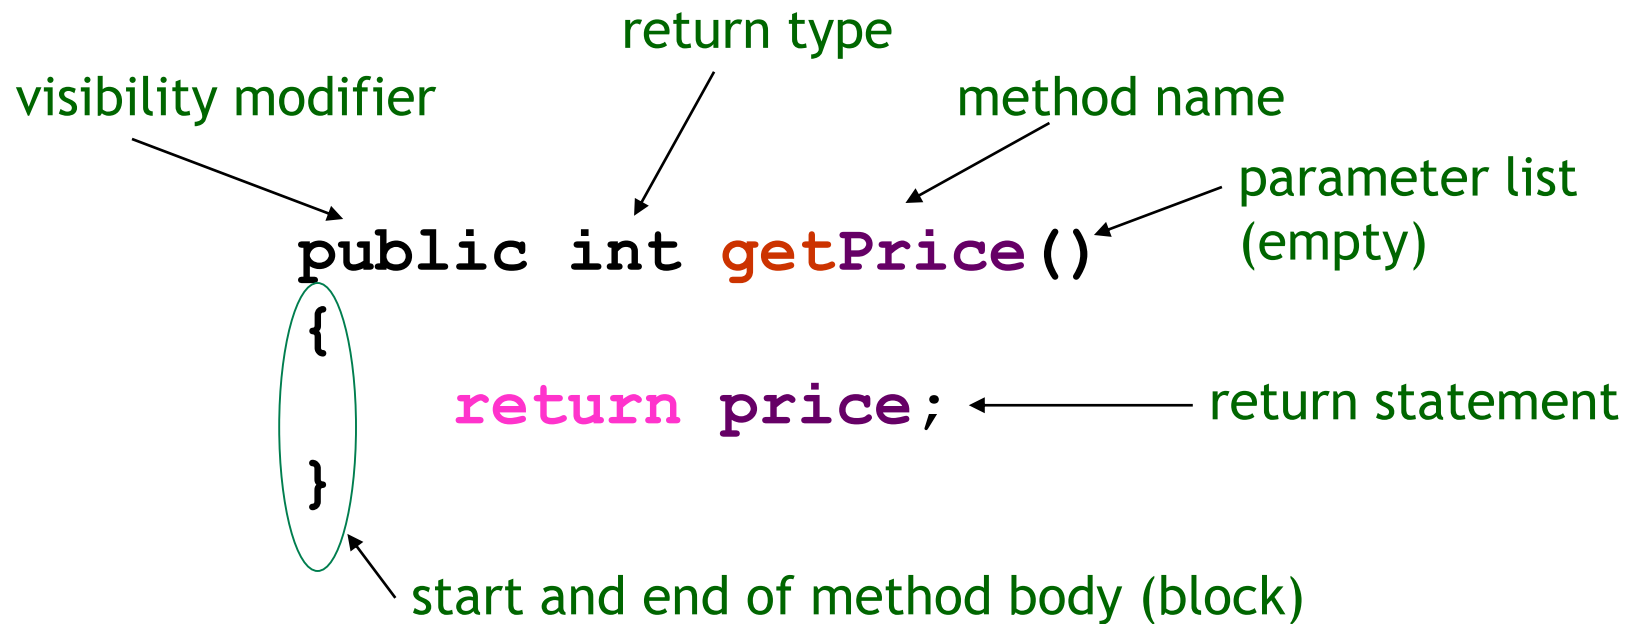 return type
visibility modifier
method name
parameter list
(empty)
public int getPrice()
{
return price;
return statement
}
start and end of method body (block)